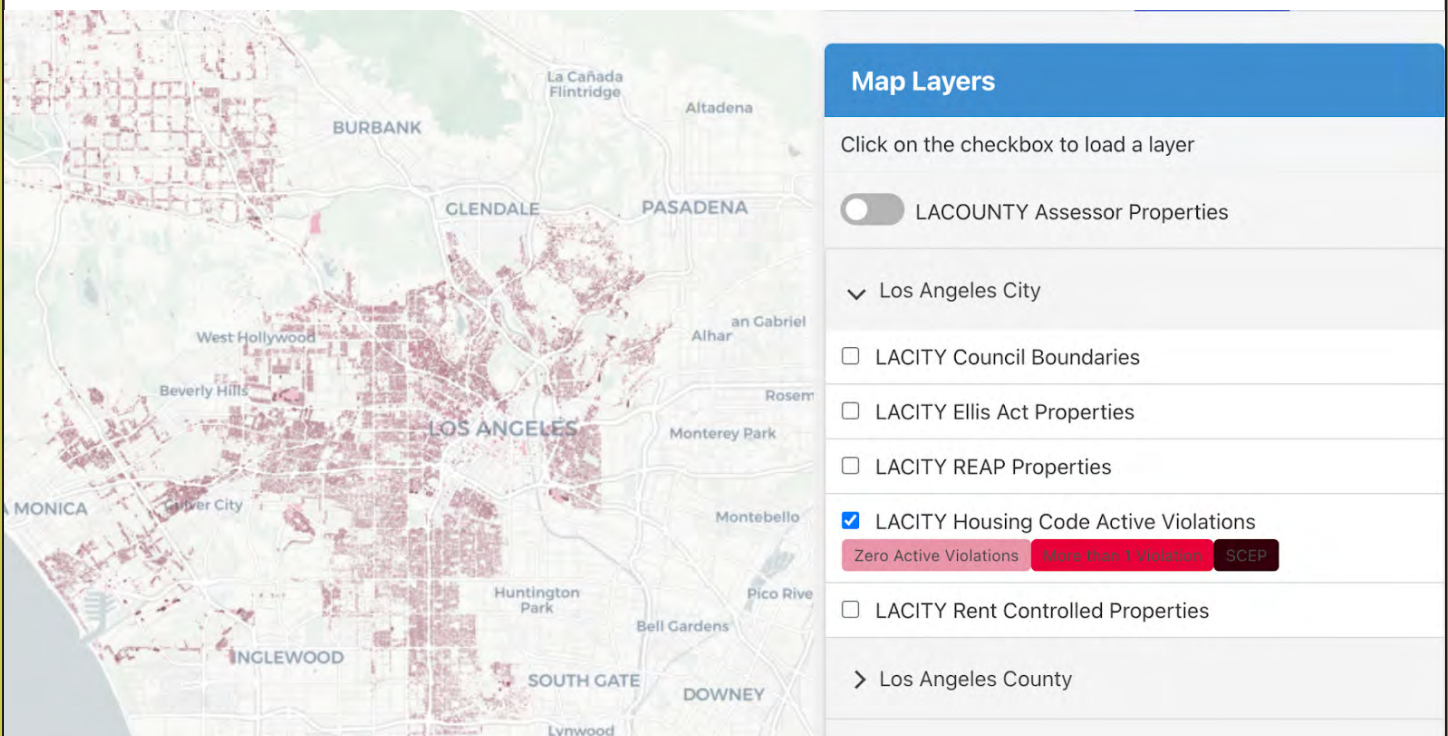 La Cañada
Flintridge
Altadena
BURBANK
GLENDALE
PASADENA
an Gabriel
Alhar
West Hollywood
Beverly Hills
Rosem
LOS ANGELES
Monterey Park
A MONICA
Culver City
Montebello
Huntington
Park
Pico Rive
Bell Gardens
INGLEWOOD
SOUTH GATE
DOWNEY
Lynwood
Map Layers
Click on the checkbox to load a layer
LACOUNTY Assessor Properties
Los Angeles City
LACITY Council Boundaries
LACITY Ellis Act Properties
LACITY REAP Properties
LACITY Housing Code Active Violations
Zero Active Violations More than 1 Violation SCEP
LACITY Rent Controlled Properties
Los Angeles County